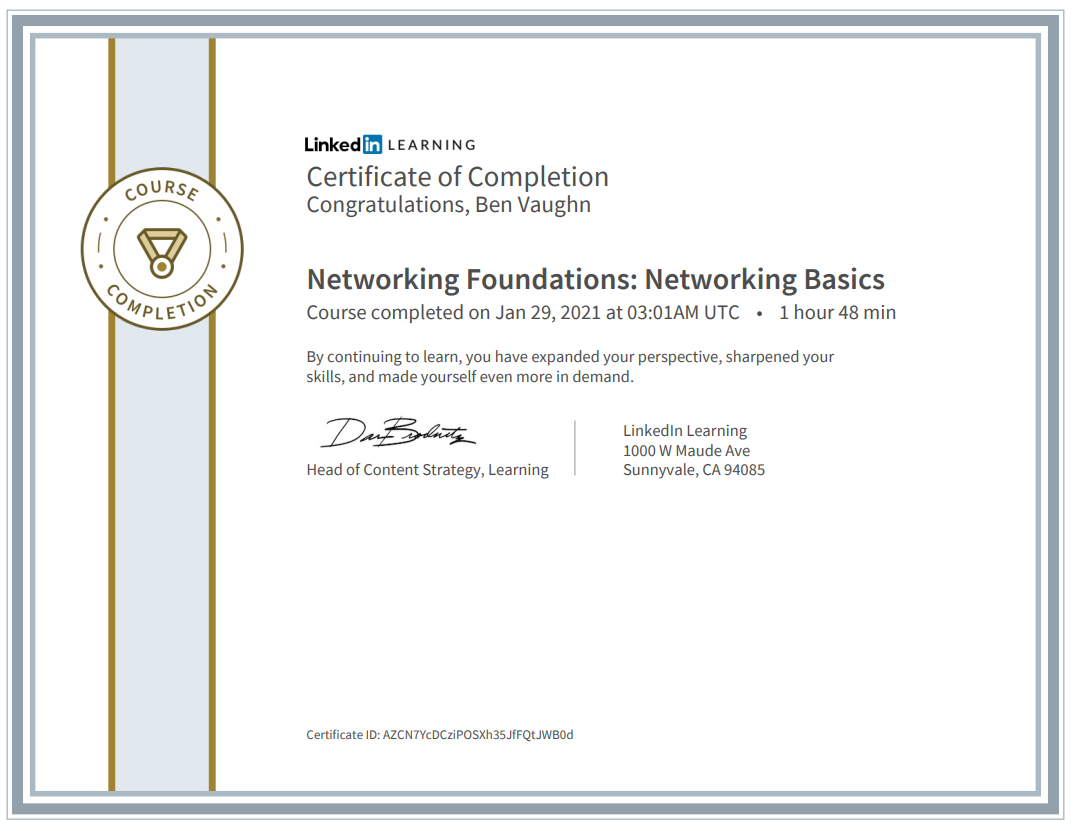 COURSE
COMPLETION
Linked in LEARNING
Certificate of Completion
Congratulations, Ben Vaughn
Networking Foundations: Networking Basics
Course completed on Jan 29, 2021 at 03:01AM UTC • 1 hour 48 min
By continuing to learn, you have expanded your perspective, sharpened your
skills, and made yourself even more in demand.
Head of Content Strategy, Learning
LinkedIn Learning
1000 W Maude Ave
Sunnyvale, CA 94085
Certificate ID: AZCN7YcDCziPOSXh35JfFQtJWB0d